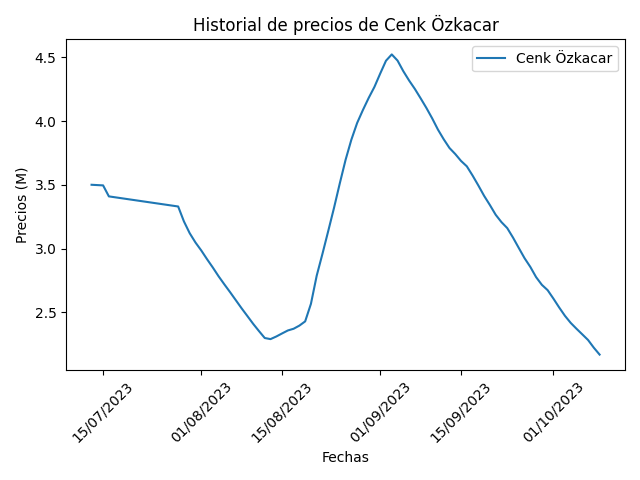 Historial de precios de Cenk Özkacar
Cenk Özkacar
Precios (M)
4.5
4.0
3.5
3.0
2.5
15/07/2023
01/08/2023
15/08/2023
01/09/2023
15/09/2023
01/10/2023
Fechas